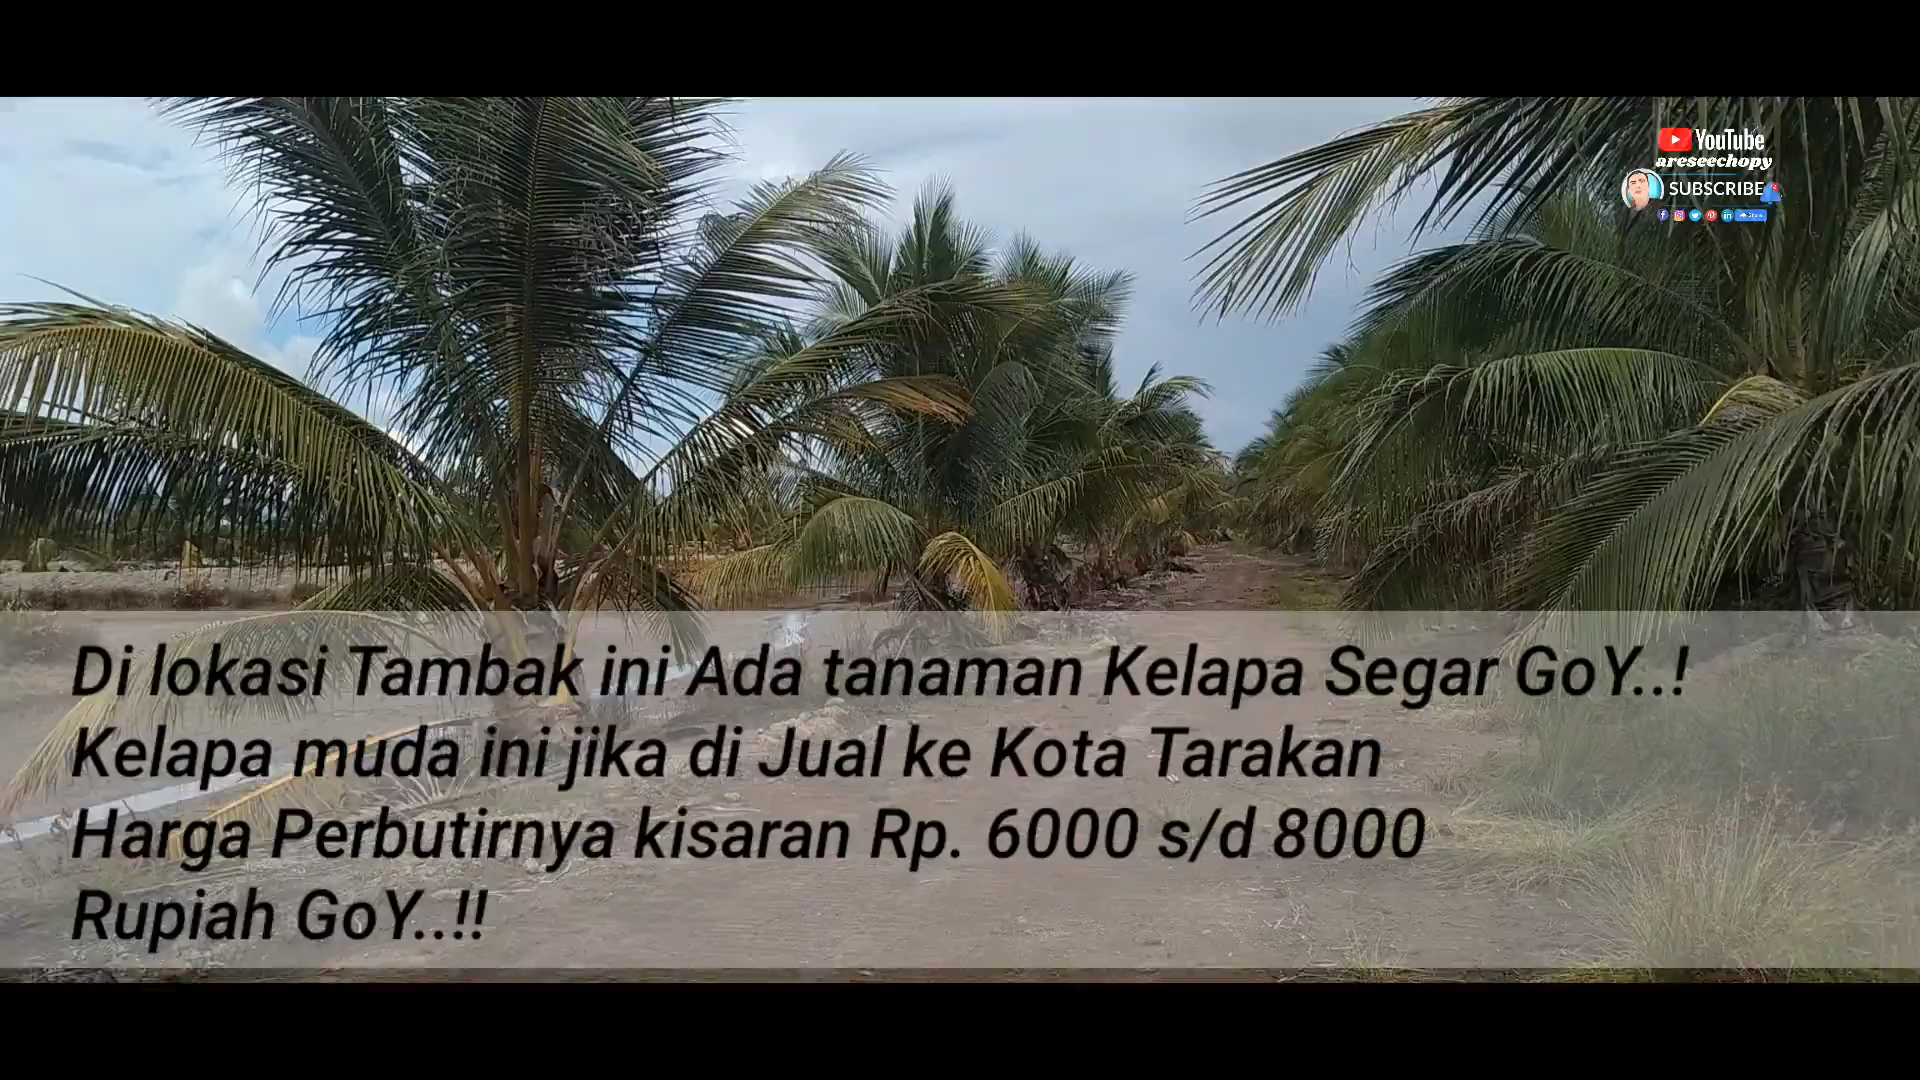 YouTube
areseechopy
SUBSCRIBE
Di lokasi Tambak ini Ada tanaman Kelapa Segar GoY..!
Kelapa muda ini jika di Jual ke Kota Tarakan
Harga Perbutirnya kisaran Rp. 6000 s/d 8000
Rupiah GoY..!!